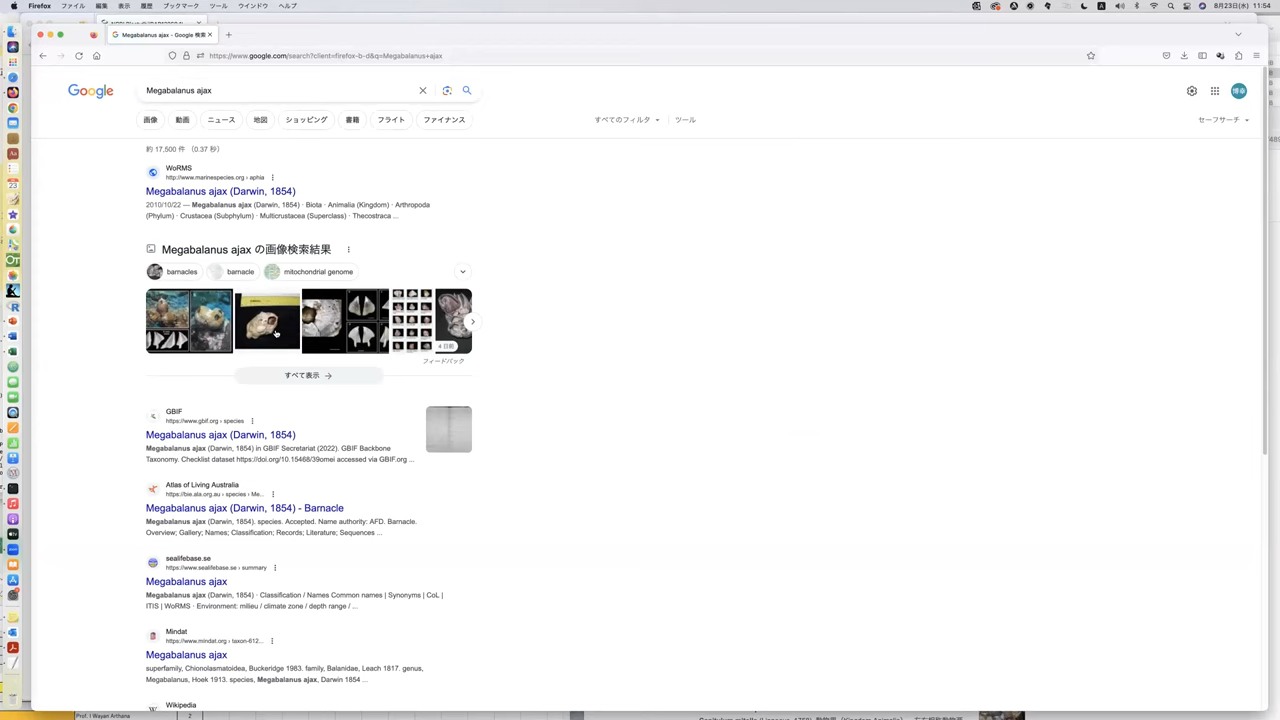 Firefox ファイル 編集 表示 履歴 ブックマーク ツール ウインドウ ヘルプ 8月23日(水) 11:54
Megabalanus ajax - Google 検索
https://www.google.com/search?client=firefox-b-d&q=Megabalanus+ajax
Google
Megabalanus ajax
博幸
画像 動画 ニュース 地図 ショッピング 書籍 フライト ファイナンス すべてのフィルタ ツール セーフサーチ
約 17,500 件 (0.37 秒)
WoRMS
http://www.marinespecies.org › aphia
Megabalanus ajax (Darwin, 1854)
2010/10/22 — Megabalanus ajax (Darwin, 1854) · Biota · Animalia (Kingdom) · Arthropoda
(Phylum) · Crustacea (Subphylum) · Multicrustacea (Superclass) · Thecostraca ...
Megabalanus ajax の画像検索結果
barnacles barnacle mitochondrial genome
4 日前
フィードバック
すべて表示
GBIF
https://www.gbif.org › species
Megabalanus ajax (Darwin, 1854)
Megabalanus ajax (Darwin, 1854) in GBIF Secretariat (2022). GBIF Backbone
Taxonomy. Checklist dataset https://doi.org/10.15468/39omei accessed via GBIF.org ...
Atlas of Living Australia
https://bie.ala.org.au › species › Me...
Megabalanus ajax (Darwin, 1854) - Barnacle
Megabalanus ajax (Darwin, 1854). species. Accepted. Name authority: AFD. Barnacle.
Overview; Gallery; Names; Classification; Records; Literature; Sequences ...
sealifebase.se
https://www.sealifebase.se › summary
Megabalanus ajax
Megabalanus ajax (Darwin, 1854) · Classification / Names Common names | Synonyms | CoL |
ITIS | WoRMS · Environment: milieu / climate zone / depth range / ...
Mindat
https://www.mindat.org › taxon-612...
Megabalanus ajax
superfamily, Chionolasmatoidea, Buckeridge 1983. family, Balanidae, Leach 1817. genus,
Megabalanus, Hoek 1913. species, Megabalanus ajax, Darwin 1854 ...
Wikipedia
Prof. I Wayan Arthana 2